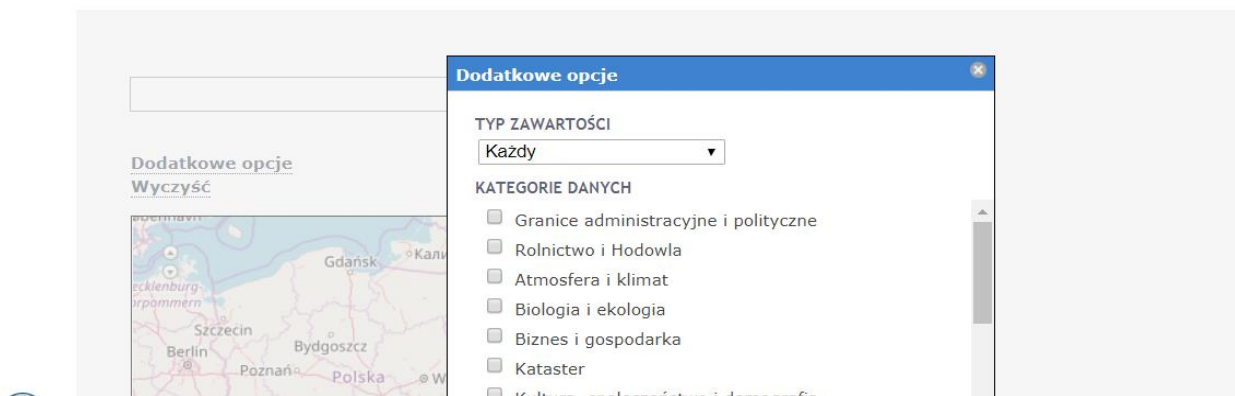 Dodatkowe opcje
TYP ZAWARTOŚCI
Każdy
KATEGORIE DANYCH
Granice administracyjne i polityczne
Rolnictwo i Hodowla
Atmosfera i klimat
Biologia i ekologia
Biznes i gospodarka
Kataster
Dodatkowe opcje
Wyczyść
Gdańsk
Szczecin
Berlin
Bydgoszcz
Poznań
Polska